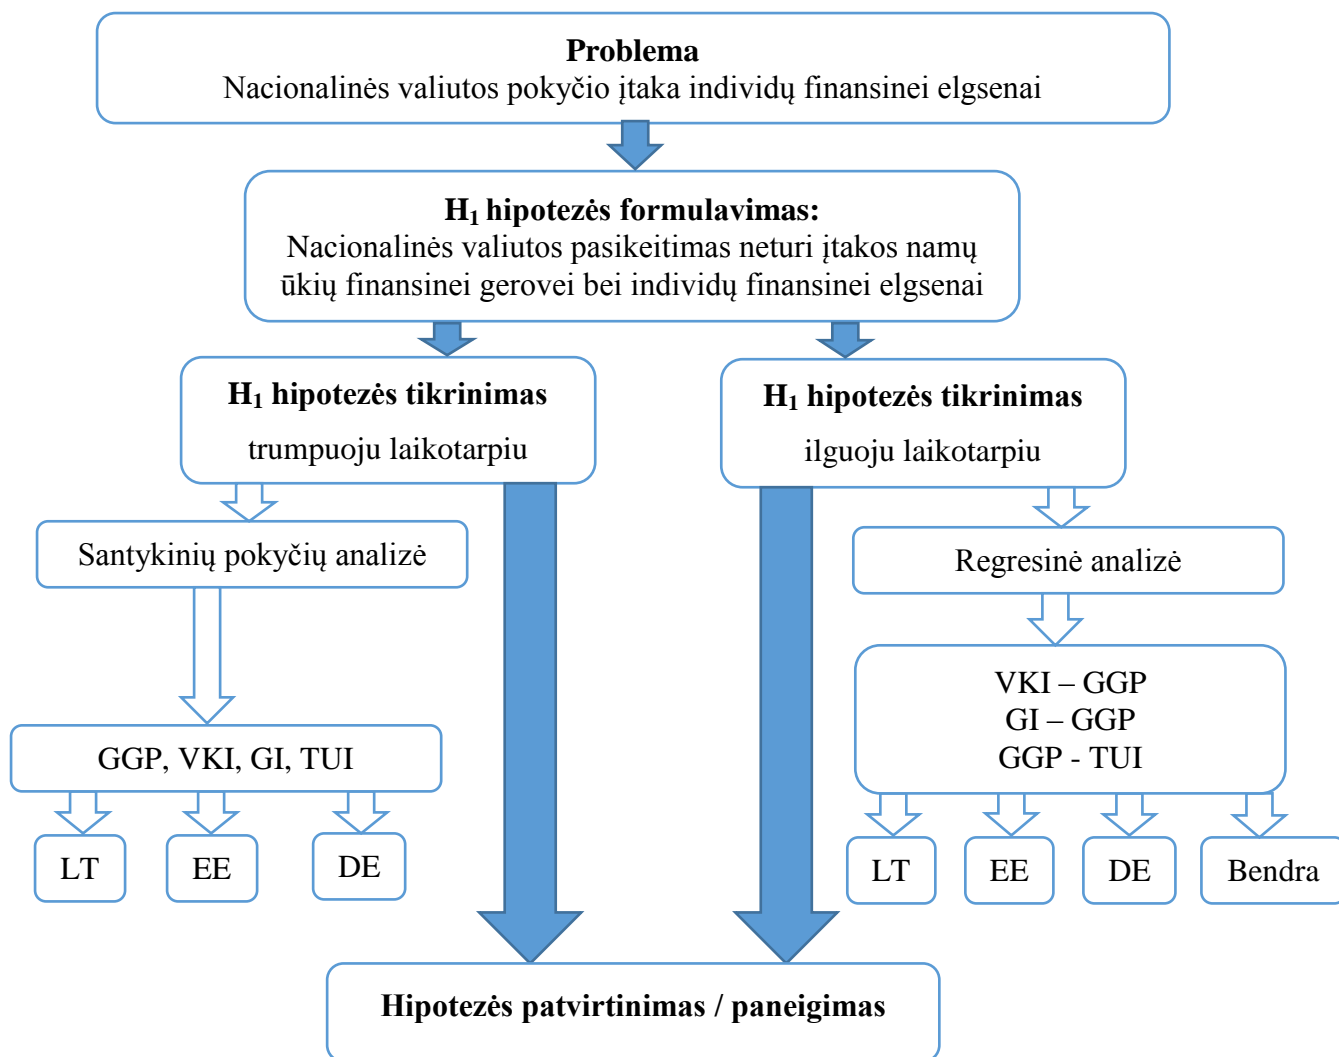 Problema
Nacionalinės valiutos pokyčio įtaka individų finansinei elgsenai
H₁ hipotezės formulavimas:
Nacionalinės valiutos pasikeitimas neturi įtakos namų
ūkių finansinei gerovei bei individų finansinei elgsenai
H₁ hipotezės tikrinimas
trumpuoju laikotarpiu
H₁ hipotezės tikrinimas
ilguoju laikotarpiu
Santykinių pokyčių analizė
Regresinė analizė
GGP, VKI, GI, TUI
VKI – GGP
GI – GGP
GGP - TUI
LT
EE
DE
LT
EE
DE
Bendra
Hipotezės patvirtinimas / paneigimas